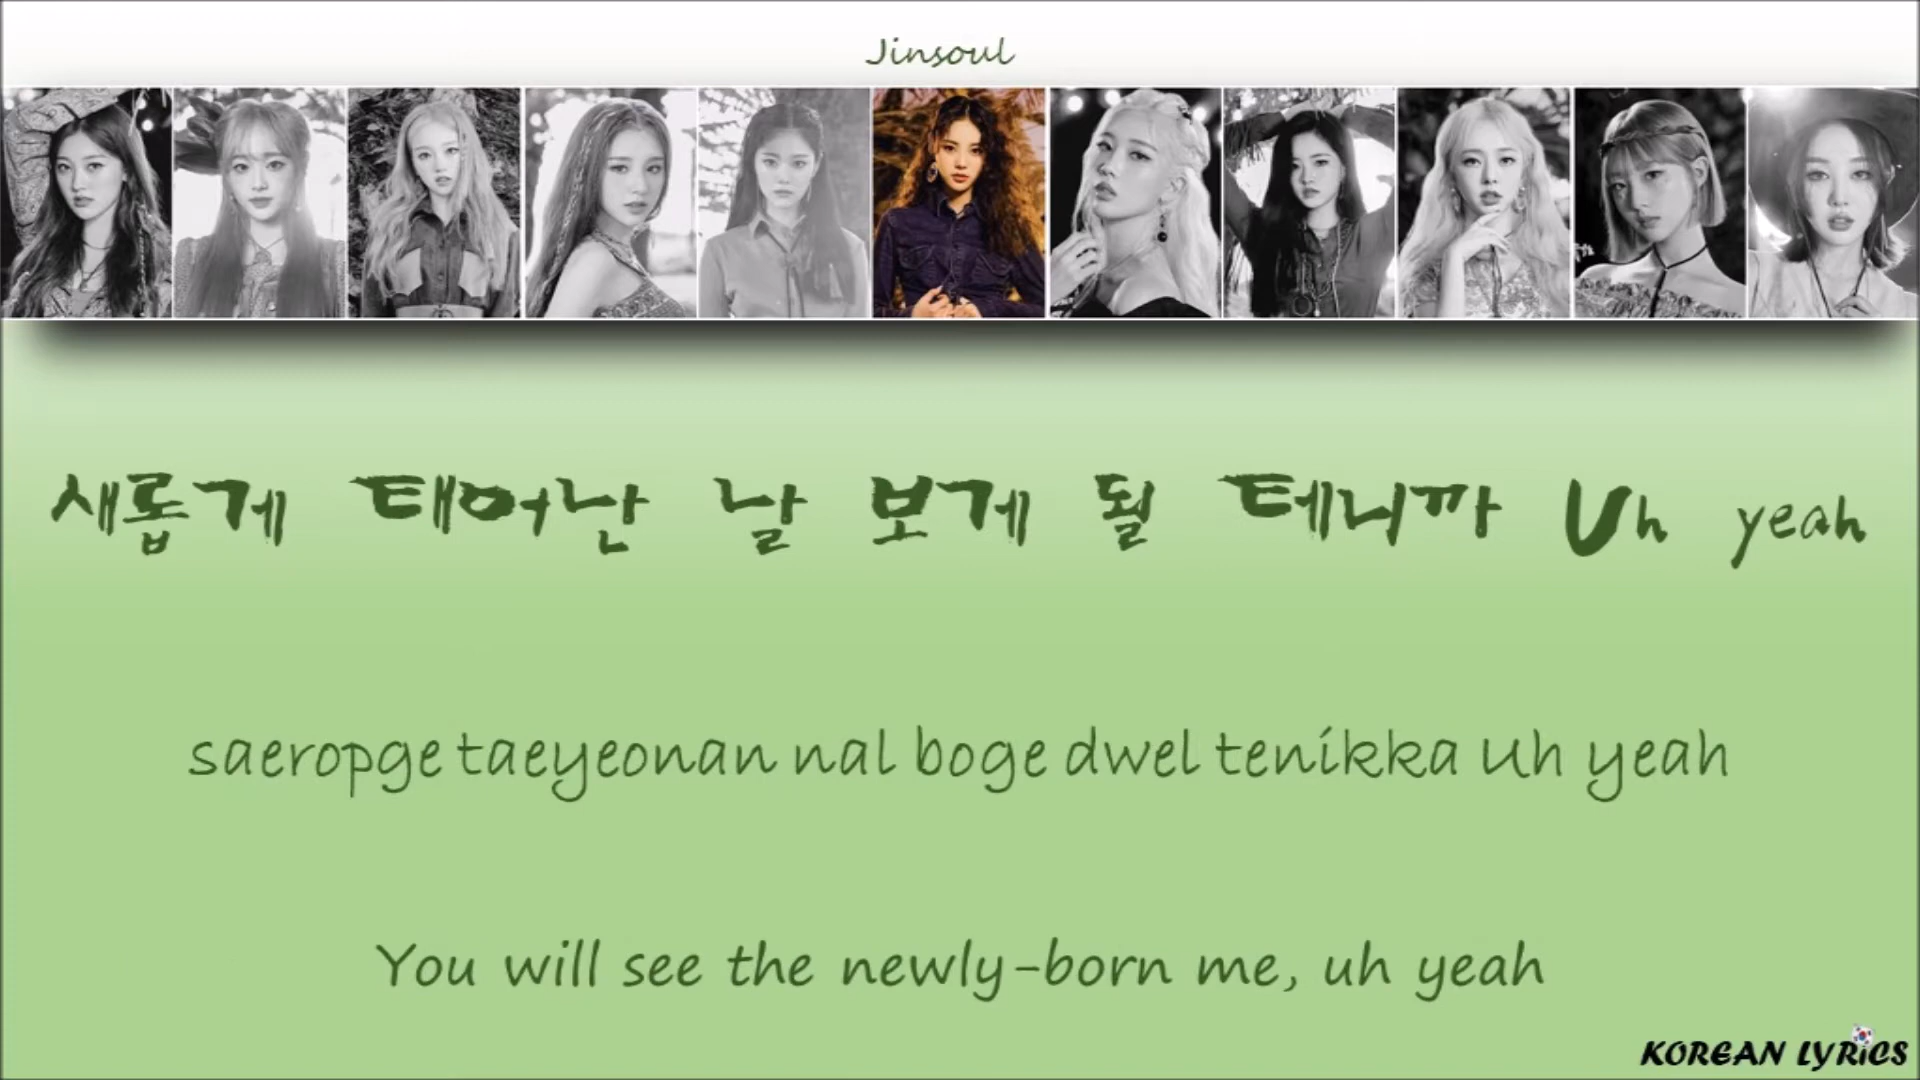 Jinsoul
새롭게 태어난 날 보게 될 테니까 Uh yeah
saeropge taeyeonan nal boge dwel tenikka Uh yeah
You will see the newly-born me, uh yeah
KOREAN LYRICS